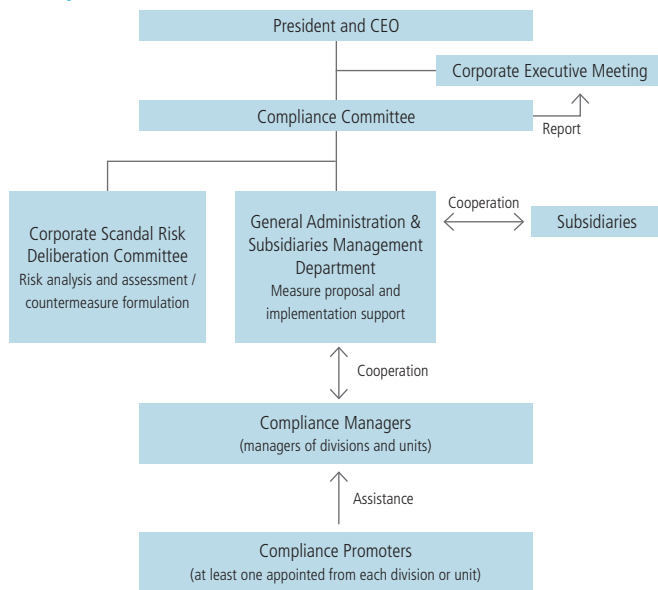 President and CEO
Corporate Executive Meeting
Compliance Committee
Report
Corporate Scandal Risk
Deliberation Committee
Risk analysis and assessment /
countermeasure formulation
General Administration &
Subsidiaries Management
Department
Measure proposal and
implementation support
Cooperation
Subsidiaries
Cooperation
Compliance Managers
(managers of divisions and units)
Assistance
Compliance Promoters
(at least one appointed from each division or unit)